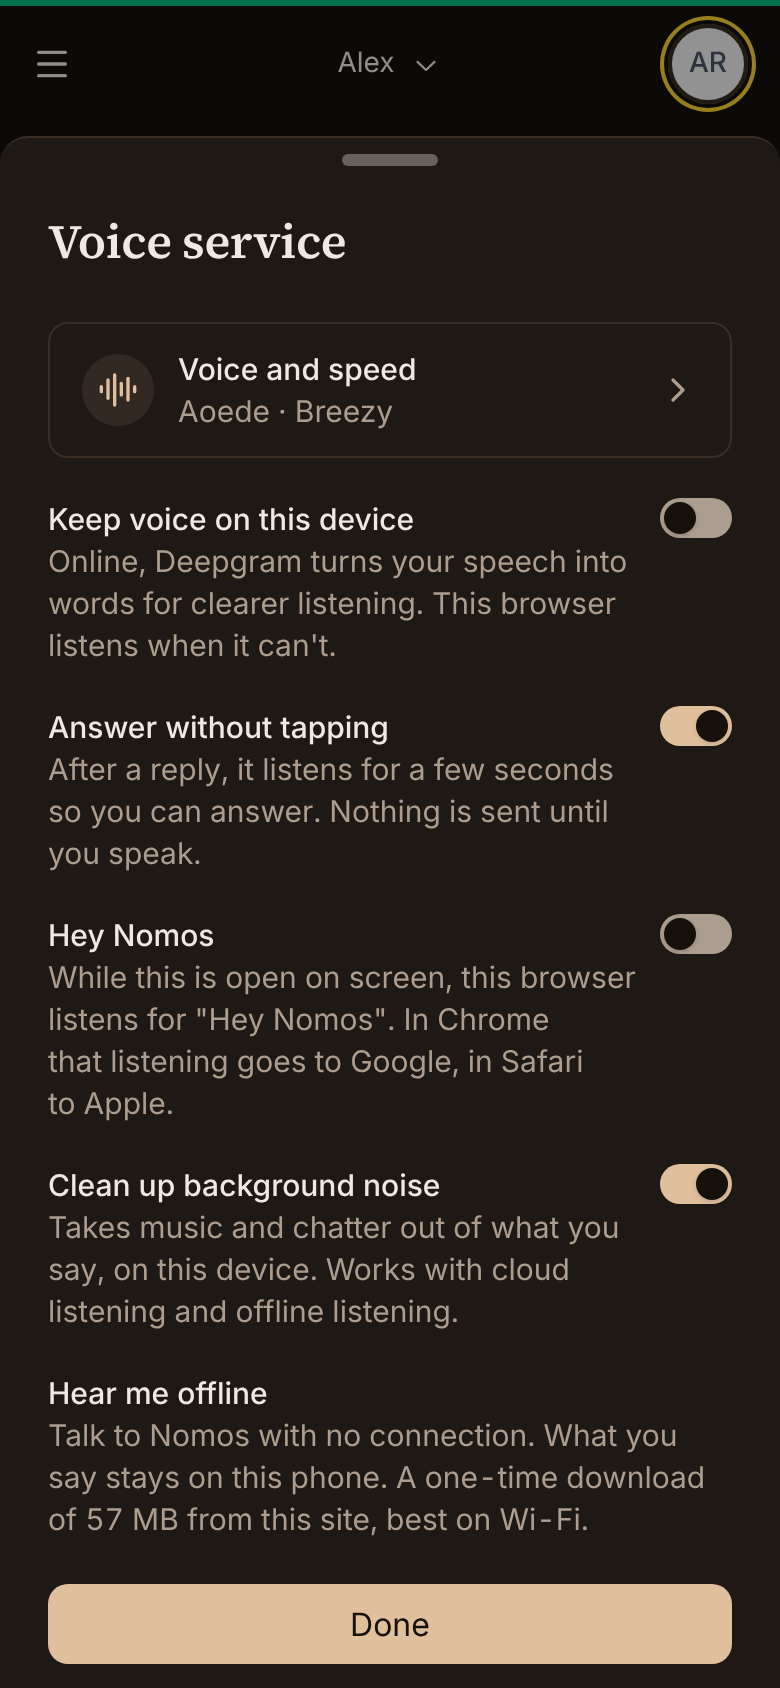 Alex
AR
Voice service
Voice and speed
Aoede · Breezy
Keep voice on this device
Online, Deepgram turns your speech into
words for clearer listening. This browser
listens when it can't.
Answer without tapping
After a reply, it listens for a few seconds
so you can answer. Nothing is sent until
you speak.
Hey Nomos
While this is open on screen, this browser
listens for "Hey Nomos". In Chrome
that listening goes to Google, in Safari
to Apple.
Clean up background noise
Takes music and chatter out of what you
say, on this device. Works with cloud
listening and offline listening.
Hear me offline
Talk to Nomos with no connection. What you
say stays on this phone. A one-time download
of 57 MB from this site, best on Wi-Fi.
Done